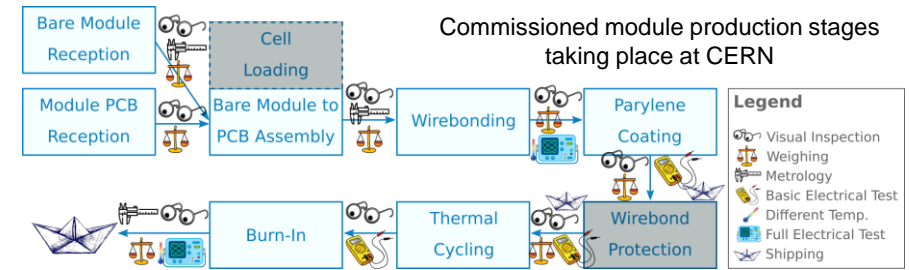 Commissioned module production stages
taking place at CERN
Bare Module
Reception
Cell
Loading
Module PCB
Reception
Bare Module to
PCB Assembly
Wirebonding
Parylene
Coating
Burn-In
Thermal
Cycling
Wirebond
Protection
Legend
Visual Inspection
Weighing
Metrology
Basic Electrical Test
Different Temp.
Full Electrical Test
Shipping